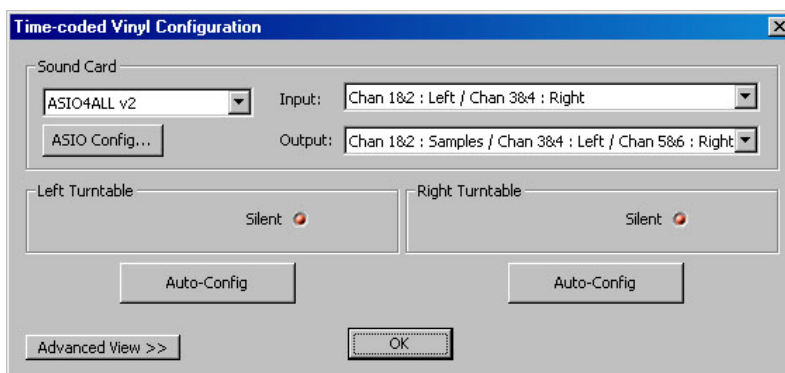 Time-coded Vinyl Configuration
Sound Card
ASIO4ALL v2
Input:
Chan 1&2 : Left / Chan 3&4 : Right
ASIO Config...
Output:
Chan 1&2 : Samples / Chan 3&4 : Left / Chan 5&6 : Right
Left Turntable
Silent
Right Turntable
Silent
Auto-Config
Auto-Config
Advanced View >>
OK